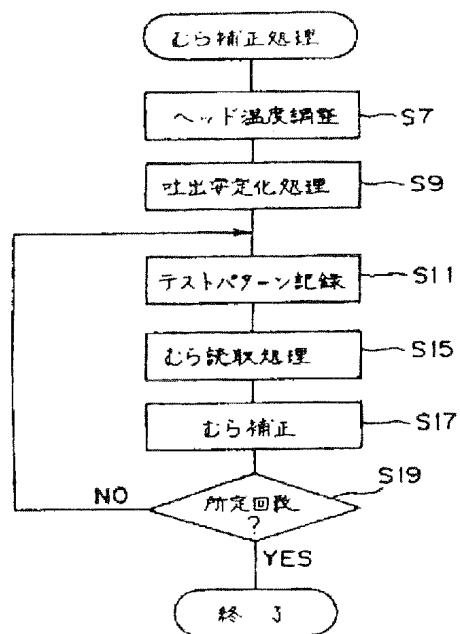 むら補正処理
ヘッド温度調整
S7
吐出安定化処理
S9
テストパターン記録
S11
むら読取処理
S15
むら補正
S17
所定回数
?
S19
NO
YES
終了